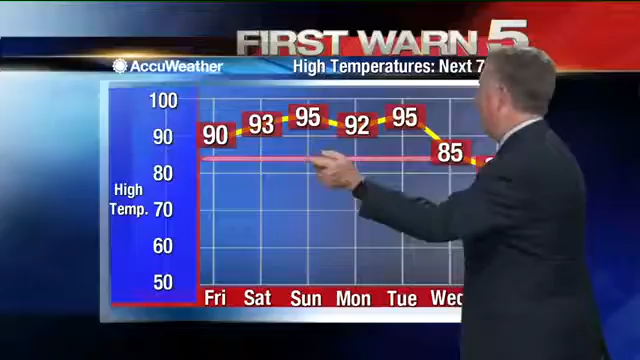 FIRST WARN 5
AccuWeather
High Temperatures: Next 7
100
90
80
70
60
50
High
Temp.
90
93
95
92
95
85
Fri
Sat
Sun
Mon
Tue
Wed